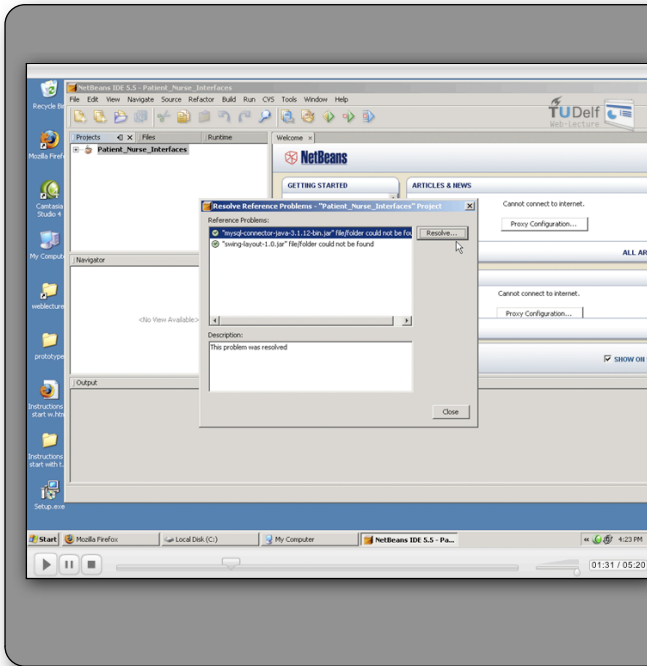 NetBeans IDE 5.5 - Patient_Nurse_Interfaces
File Edit View Navigate Source Refactor Build Run CVS Tools Window Help
Recycle
TUDelf
Web-Lecture
Projects Files Runtime Welcome
Patient_Nurse_Interfaces
NetBeans
Mozilla
GETTING STARTED ARTICLES & NEWS
Camtasia
Studio 4
Resolve Reference Problems - "Patient_Nurse_Interfaces" Project
Cannot connect to internet.
Reference Problems:
Proxy Configuration...
"mysql-connector-java-3.1.12-bin.jar" file/folder could not be
Resolve...
"swing-layout-1.0.jar" file/folder could not be found
My
ALL
Navigator
Cannot connect to internet.
weblecture
Proxy Configuration...
<No View Available>
Description:
This problem was resolved
prototype
SHOW ON
Output
Instructions
start w.htm
Close
Instructions
start with t.
Setup.exe
Start Mozilla Firefox Local Disk (C:) My Computer NetBeans IDE 5.5 - Pa... 4:23 PM
01:31 / 05:20